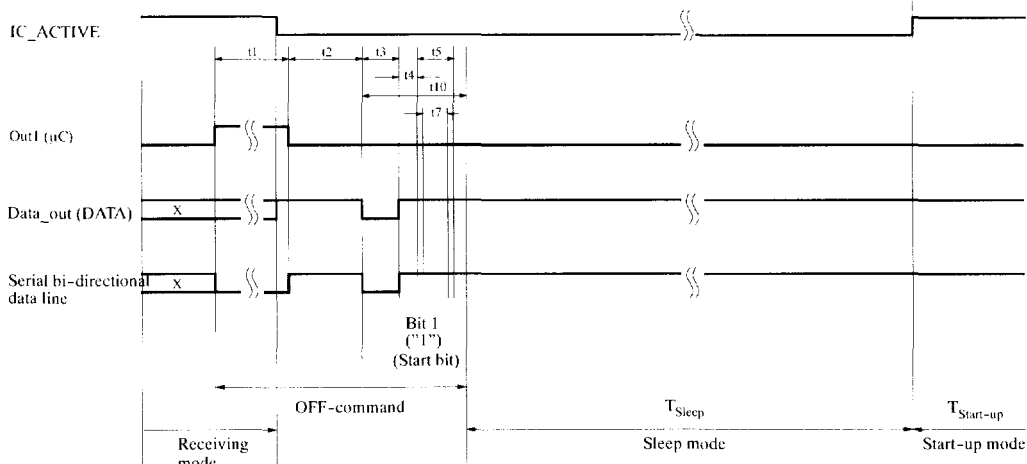 IC_ACTIVE
t1
t2
t3
t5
t4
t10
t7
Out1 (µC)
Data_out (DATA)
X
Serial bi-directional
data line
X
Bit 1
("1")
(Start bit)
OFF-command
T_Sleep
T_Start-up
Receiving
mode
Sleep mode
Start-up mode